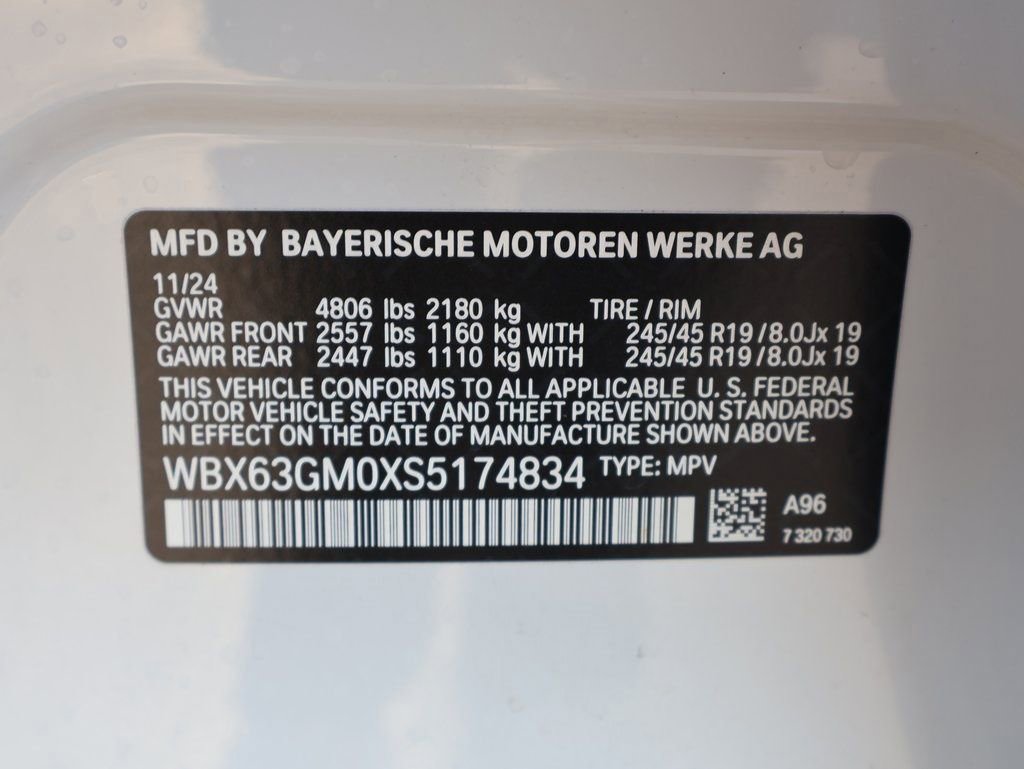 MFD BY BAYERISCHE MOTOREN WERKE AG
11/24
GVWR 4806 lbs 2180 kg TIRE / RIM
GAWR FRONT 2557 lbs 1160 kg WITH 245/45 R19 / 8.0Jx 19
GAWR REAR 2447 lbs 1110 kg WITH 245/45 R19 / 8.0Jx 19
THIS VEHICLE CONFORMS TO ALL APPLICABLE U. S. FEDERAL
MOTOR VEHICLE SAFETY AND THEFT PREVENTION STANDARDS
IN EFFECT ON THE DATE OF MANUFACTURE SHOWN ABOVE.
WBX63GM0XS5174834 TYPE: MPV
A96
7 320 730